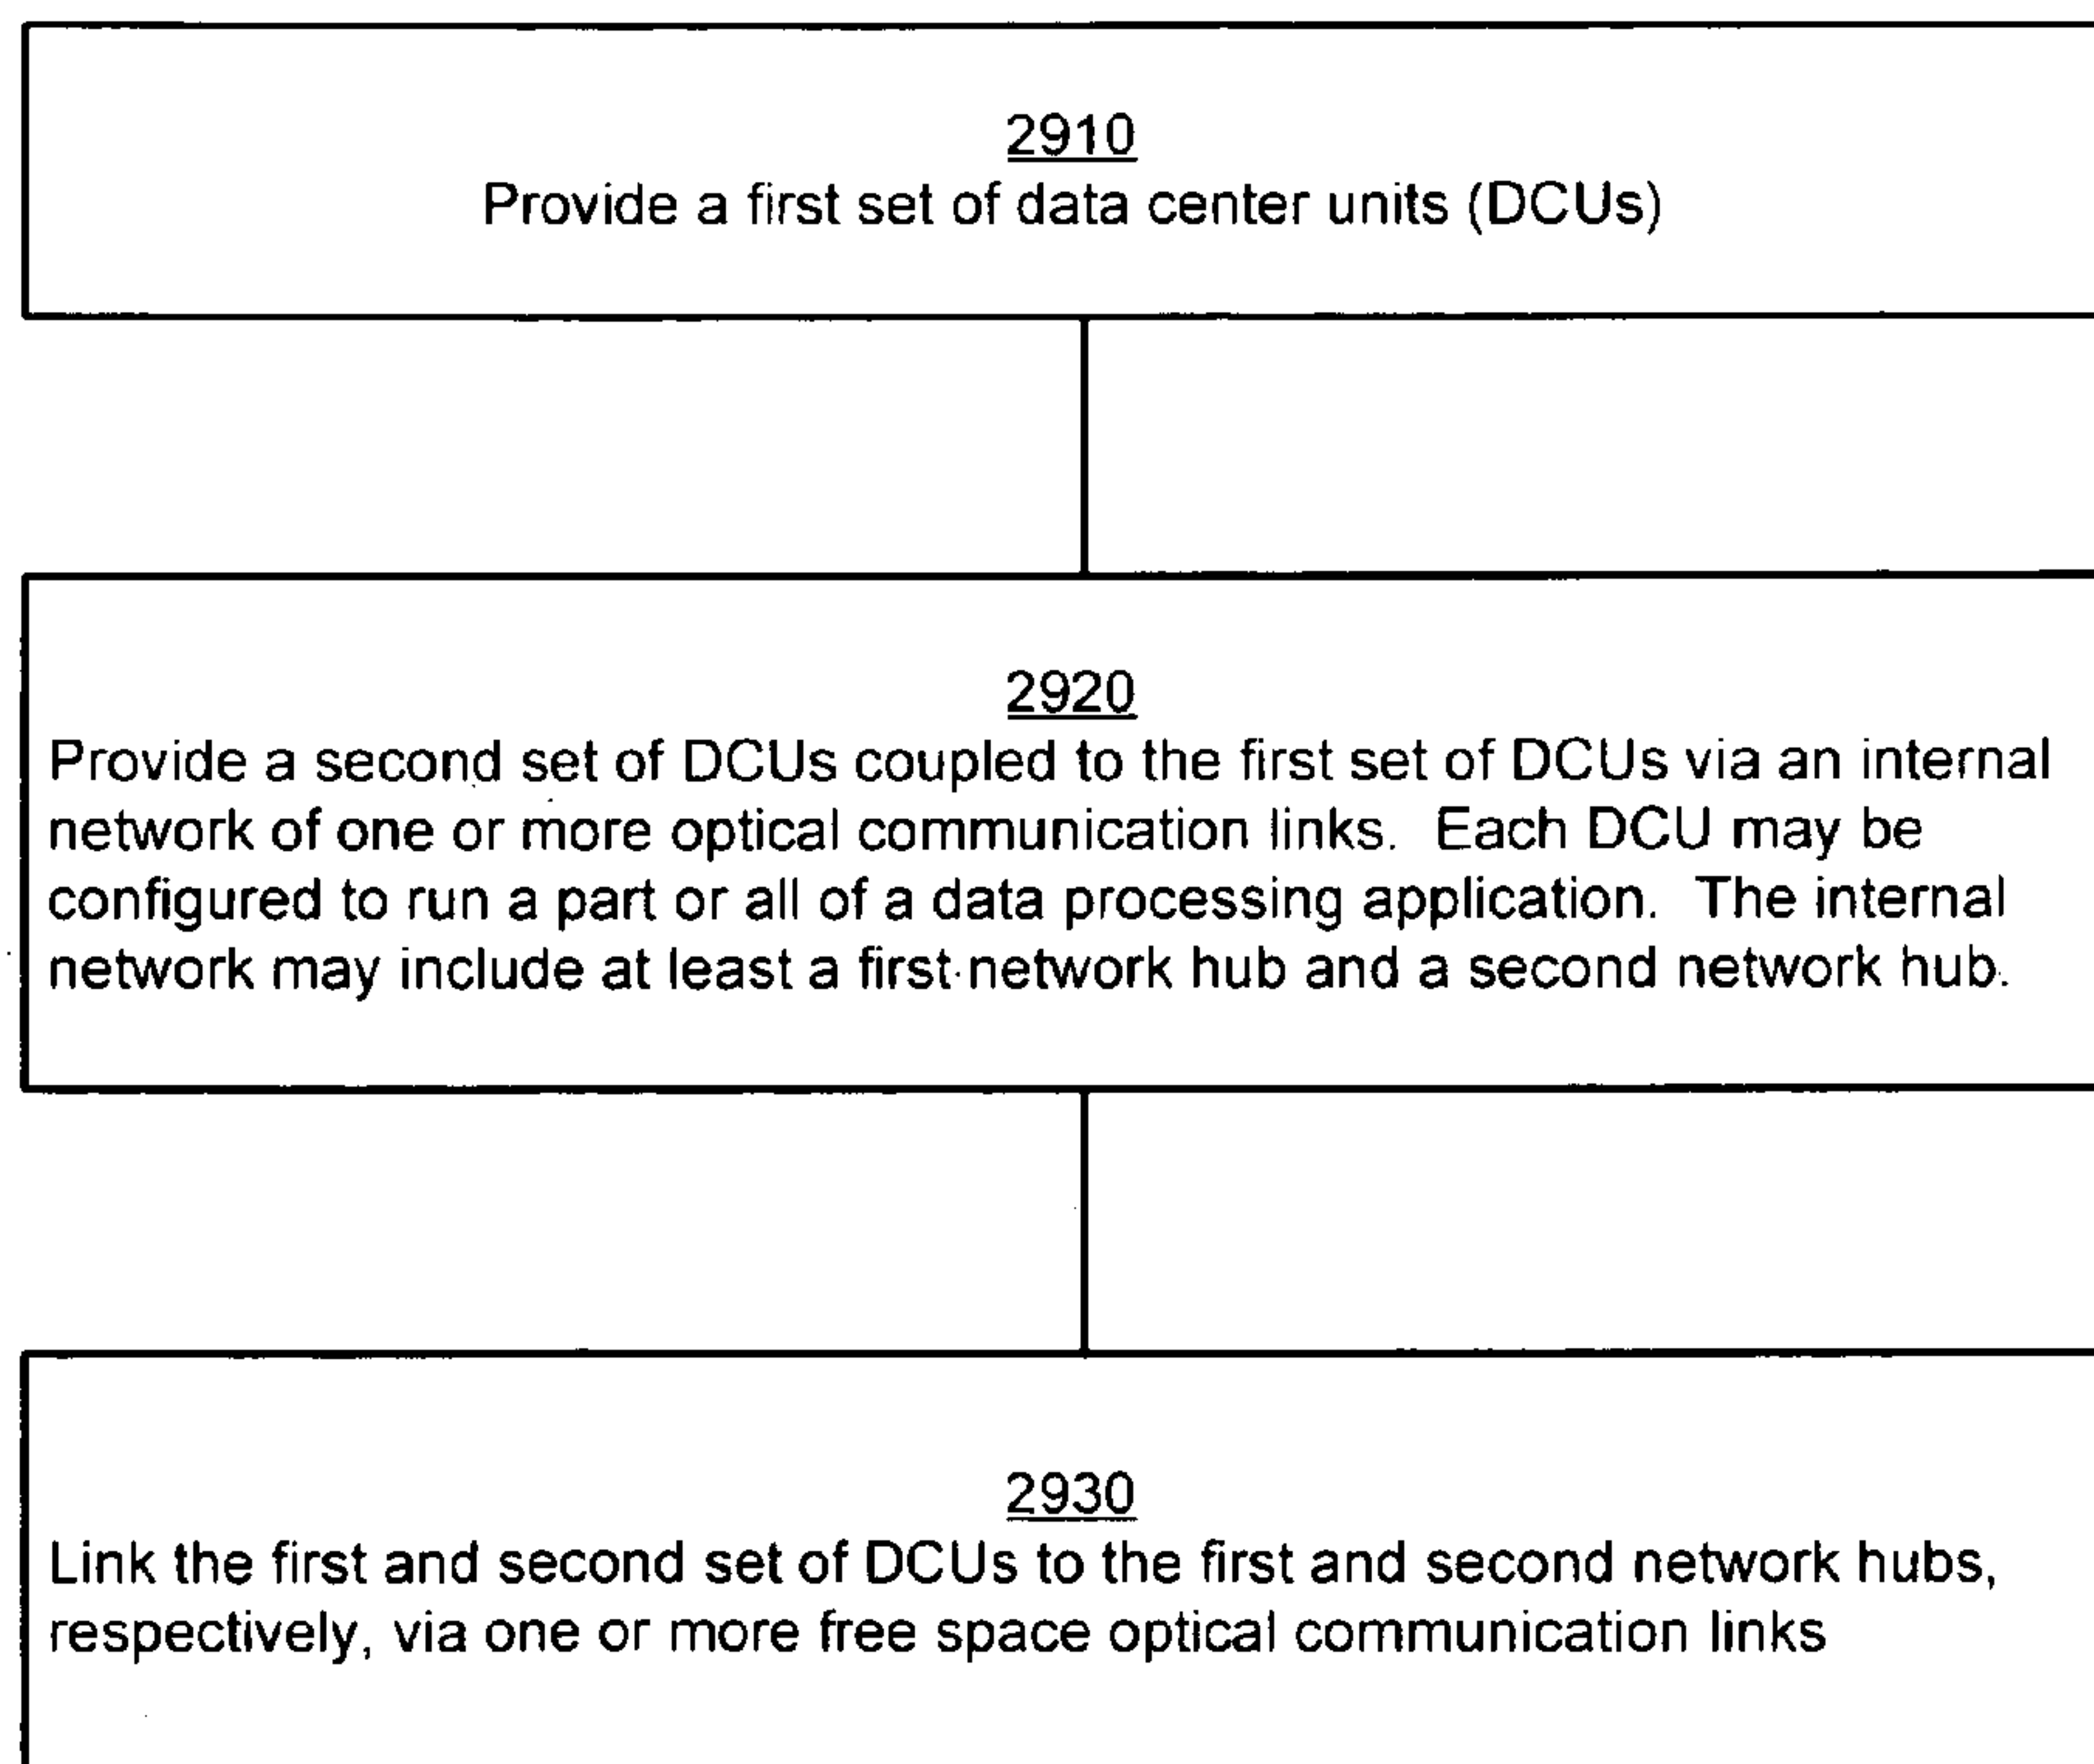 2910
Provide a first set of data center units (DCUs)
2920
Provide a second set of DCUs coupled to the first set of DCUs via an internal
network of one or more optical communication links. Each DCU may be
configured to run a part or all of a data processing application. The internal
network may include at least a first network hub and a second network hub.
2930
Link the first and second set of DCUs to the first and second network hubs,
respectively, via one or more free space optical communication links